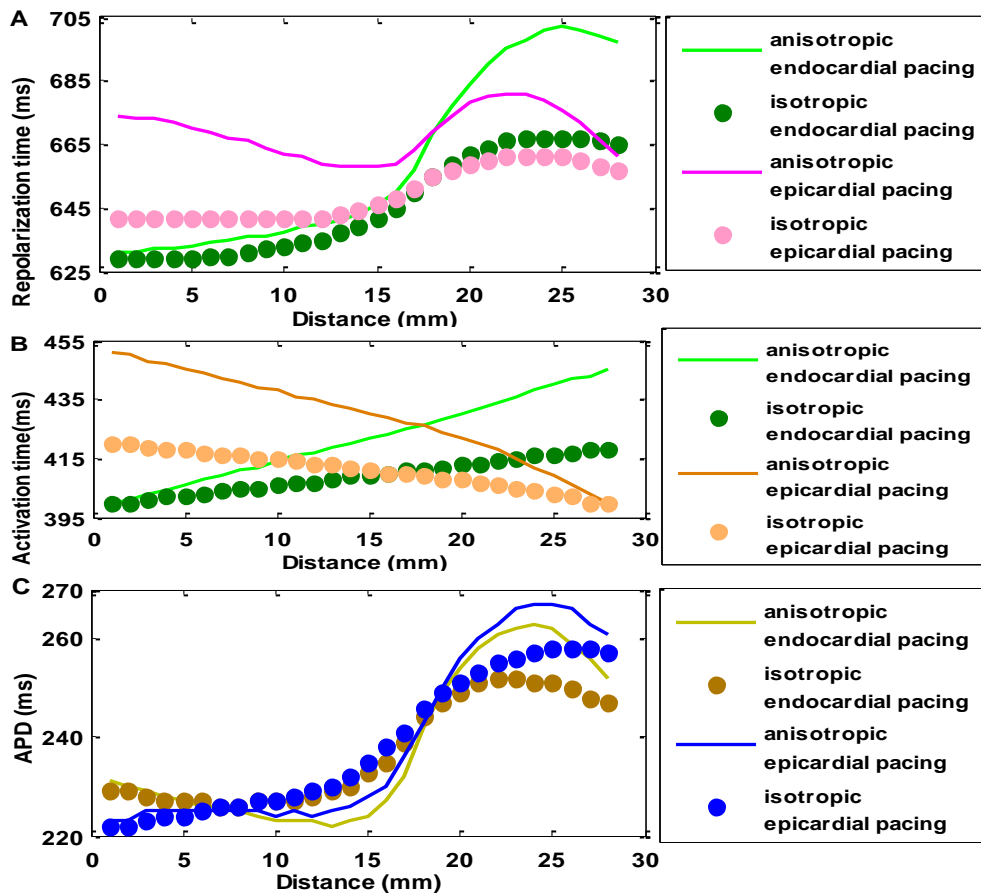 A
705
685
665
645
625
Repolarization time (ms)
0
5
10
15
20
25
30
Distance (mm)
anisotropic
endocardial pacing
isotropic
endocardial pacing
anisotropic
epicardial pacing
isotropic
epicardial pacing
B
455
435
415
395
Activation time(ms)
0
5
10
15
20
25
30
Distance (mm)
anisotropic
endocardial pacing
isotropic
endocardial pacing
anisotropic
epicardial pacing
isotropic
epicardial pacing
C
270
260
240
220
APD (ms)
0
5
10
15
20
25
30
Distance (mm)
anisotropic
endocardial pacing
isotropic
endocardial pacing
anisotropic
epicardial pacing
isotropic
epicardial pacing